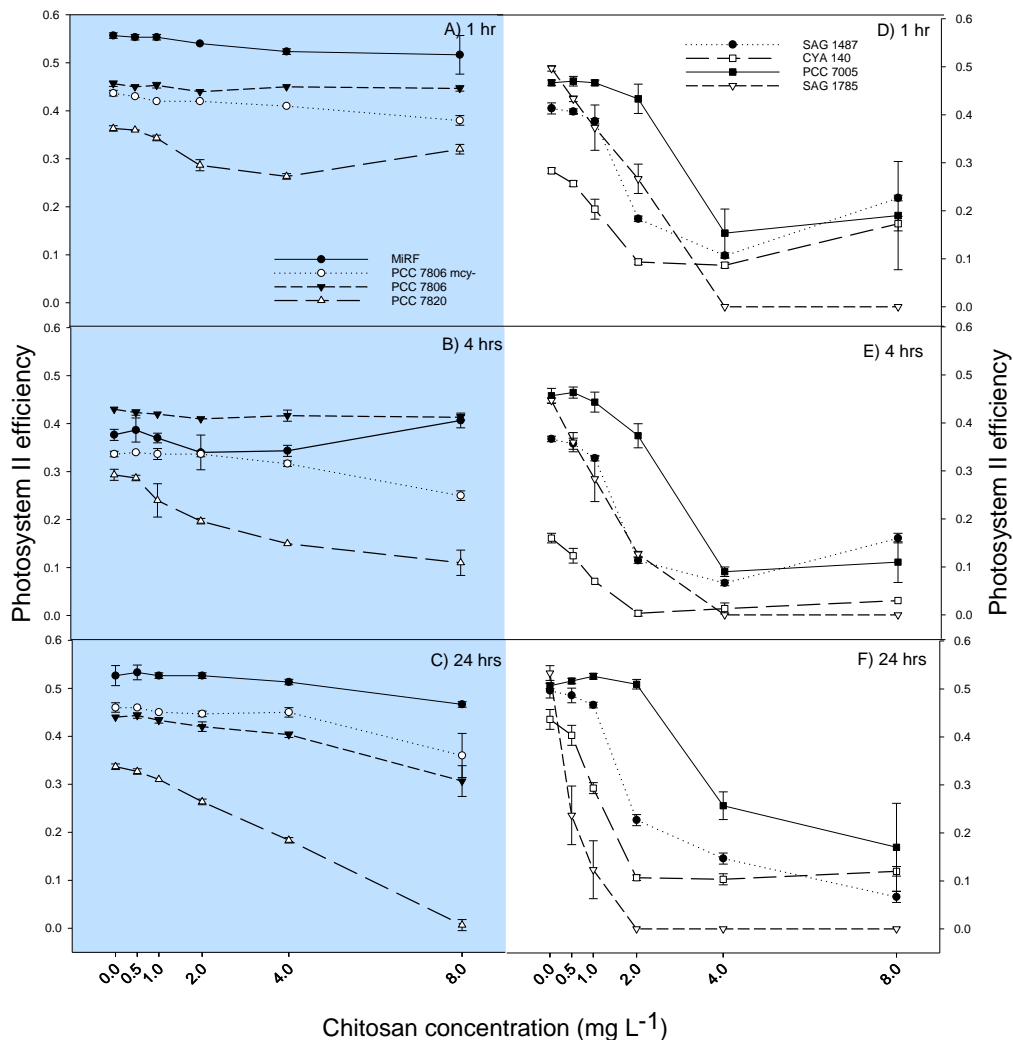 A) 1 hr
0.6
0.5
0.4
0.3
0.2
0.1
0.0
MiRF
PCC 7806 mcy-
PCC 7806
PCC 7820
D) 1 hr
SAG 1487
CYA 140
PCC 7005
SAG 1785
0.6
0.5
0.4
0.3
0.2
0.1
0.0
B) 4 hrs
0.6
0.5
0.4
0.3
0.2
0.1
0.0
E) 4 hrs
0.6
0.5
0.4
0.3
0.2
0.1
0.0
Photosystem II efficiency
Photosystem II efficiency
C) 24 hrs
0.6
0.5
0.4
0.3
0.2
0.1
0.0
F) 24 hrs
0.6
0.5
0.4
0.3
0.2
0.1
0.0
0.0 0.5 1.0 2.0 4.0 8.0
0.0 0.5 1.0 2.0 4.0 8.0
Chitosan concentration (mg L-1)